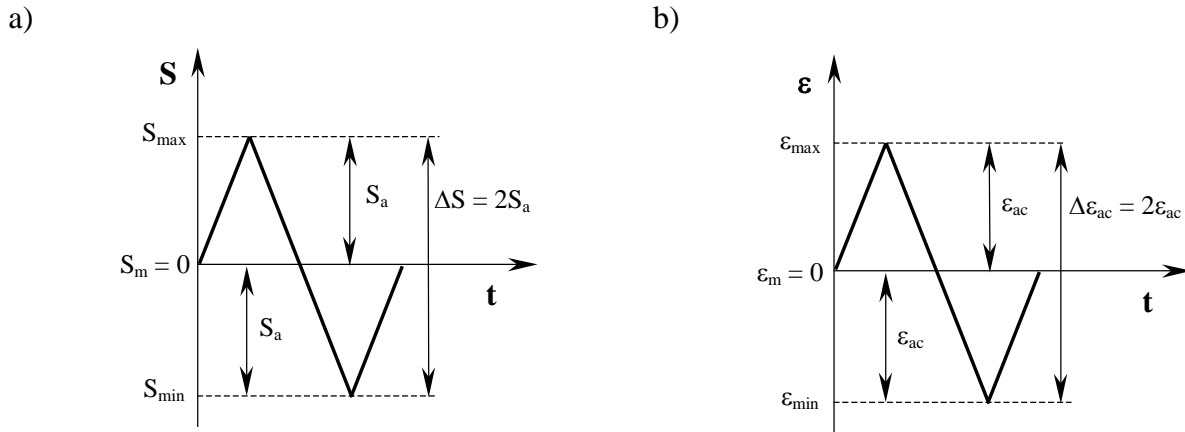 a)
S
S_max
S_a
ΔS = 2S_a
S_m = 0
t
S_a
S_min
b)
ε
ε_max
ε_ac
Δε_ac = 2ε_ac
ε_m = 0
t
ε_ac
ε_min